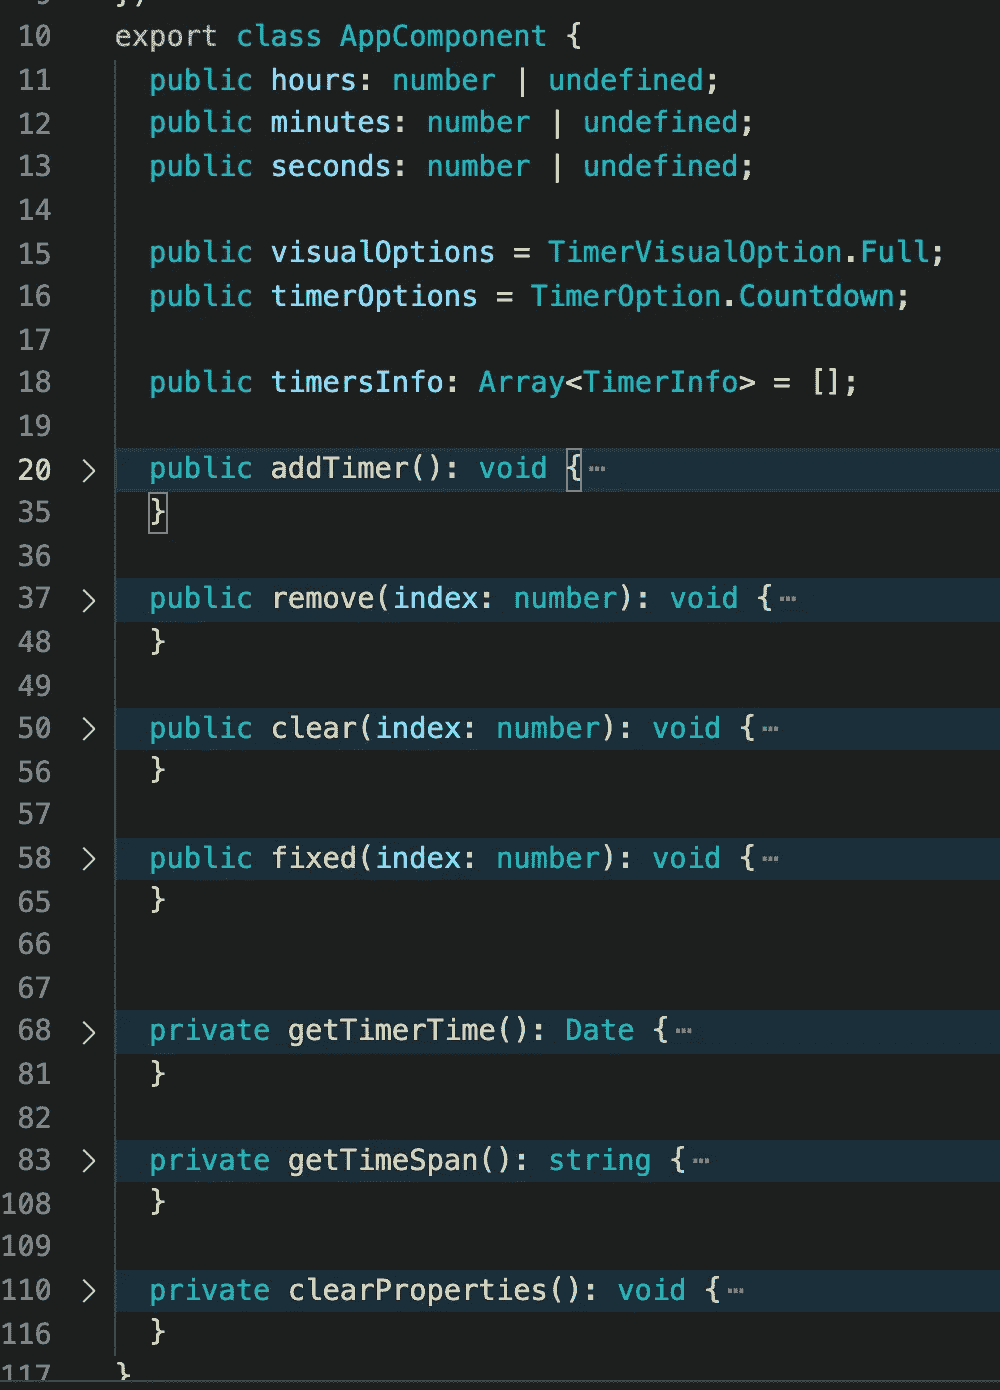 9 })
10 export class AppComponent {
11 public hours: number | undefined;
12 public minutes: number | undefined;
13 public seconds: number | undefined;
14
15 public visualOptions = TimerVisualOption.Full;
16 public timerOptions = TimerOption.Countdown;
17
18 public timersInfo: Array<TimerInfo> = [];
19
20 > public addTimer(): void { ⋯
35 }
36
37 > public remove(index: number): void { ⋯
48 }
49
50 > public clear(index: number): void { ⋯
56 }
57
58 > public fixed(index: number): void { ⋯
65 }
66
67
68 > private getTimerTime(): Date { ⋯
81 }
82
83 > private getTimeSpan(): string { ⋯
108 }
109
110 > private clearProperties(): void { ⋯
116 }
117 }